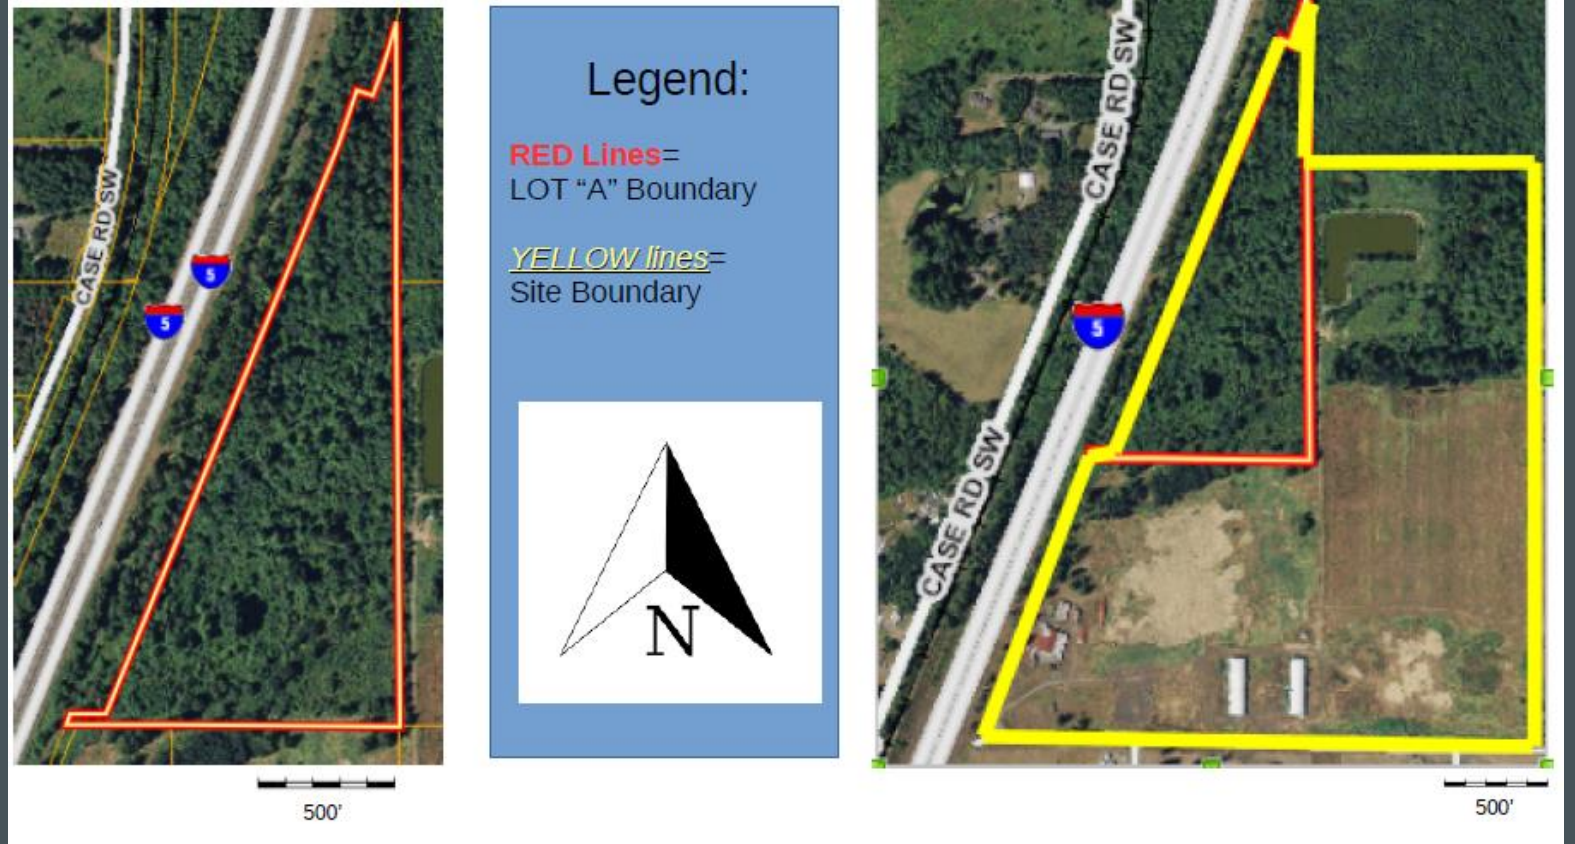 CASE RD SW
5
5
500'
Legend:
RED Lines=
LOT “A” Boundary
YELLOW lines=
Site Boundary
N
CASE RD SW
5
CASE RD SW
500'